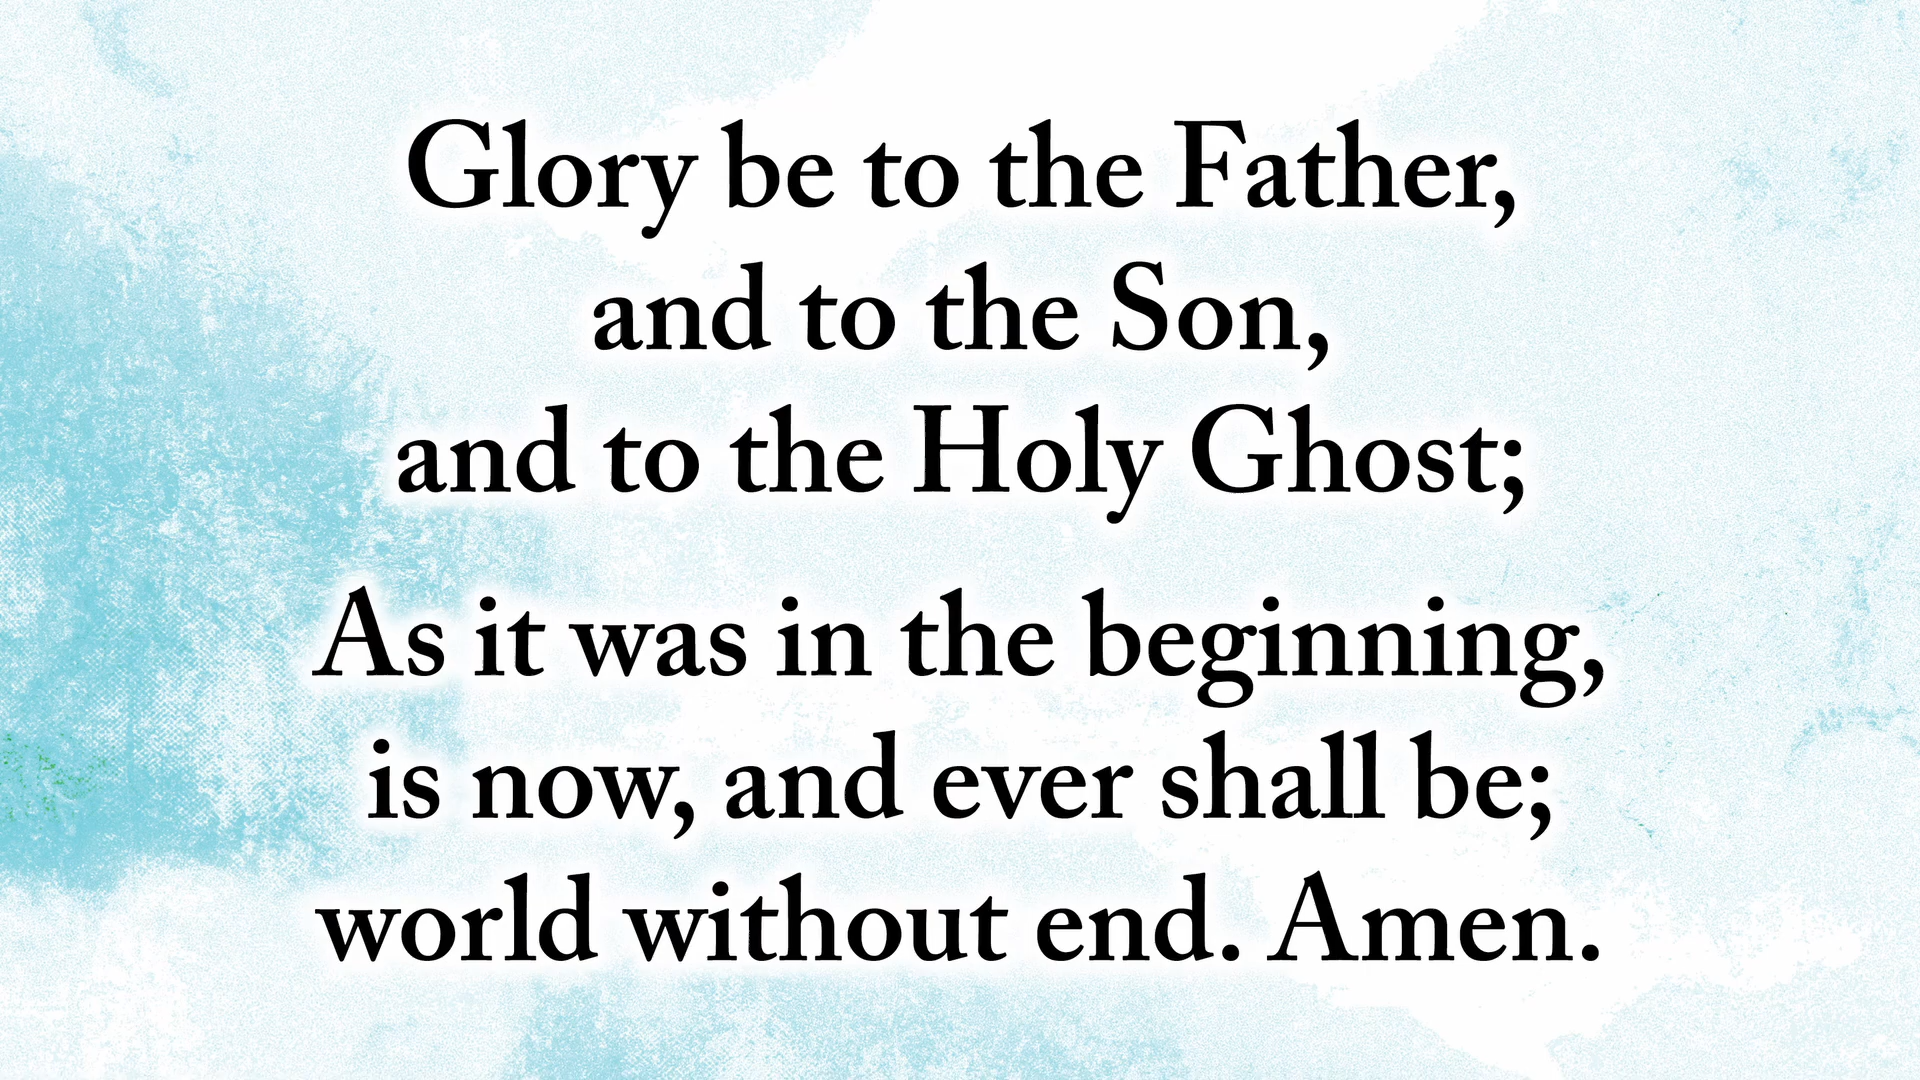 Glory be to the Father,
and to the Son,
and to the Holy Ghost;
As it was in the beginning,
is now, and ever shall be;
world without end. Amen.